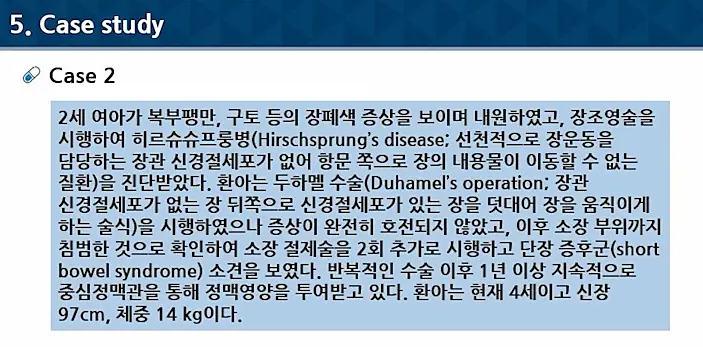 5. Case study
Case 2
2세 여아가 복부팽만, 구토 등의 장폐색 증상을 보이며 내원하였고, 장조영술을
시행하여 히르슈슈프룽병(Hirschsprung's disease; 선천적으로 장운동을
담당하는 장관 신경절세포가 없어 항문 쪽으로 장의 내용물이 이동할 수 없는
질환)을 진단받았다. 환아는 두하멜 수술(Duhamel's operation; 장관
신경절세포가 없는 장 뒤쪽으로 신경절세포가 있는 장을 덧대어 장을 움직이게
하는 술식)을 시행하였으나 증상이 완전히 호전되지 않았고, 이후 소장 부위까지
침범한 것으로 확인하여 소장 절제술을 2회 추가로 시행하고 단장 증후군(short
bowel syndrome) 소견을 보였다. 반복적인 수술 이후 1년 이상 지속적으로
중심정맥관을 통해 정맥영양을 투여받고 있다. 환아는 현재 4세이고 신장
97cm, 체중 14 kg이다.